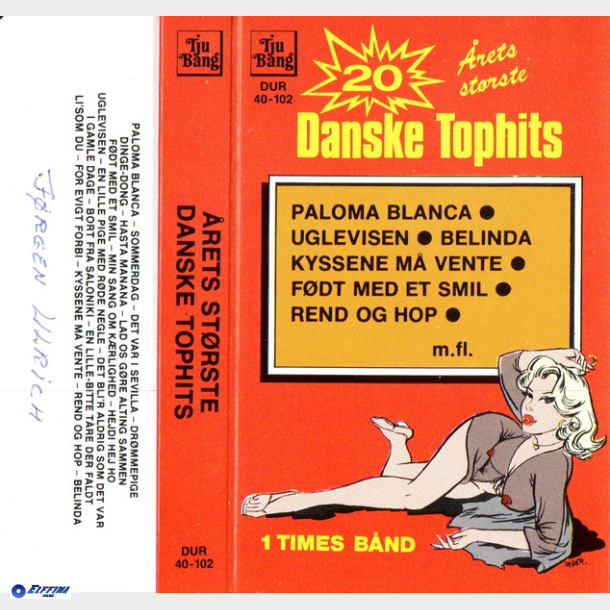 JØRGEN ULRICH
PALOMA BLANCA – SOMMERDAG – DET VAR I SEVILLA – DRØMMEPIGE
DINGE-DONG – HASTA MANANA – LAD OS GØRE ALTING SAMMEN
FØDT MED ET SMIL – MIN SANG OM KÆRLIGHED – HEJDI HEJ HO
UGLEVISEN – EN LILLE PIGE MED RØDE NEGLE – DET BLI'R ALDRIG SOM DET VAR
I GAMLE DAGE – BORT FRA SALONIKI – EN LILLE-BITTE TÅRE DER FALDT
LI'SOM DU – FOR EVIGT FORBI – KYSSENE MÅ VENTE – REND OG HOP – BELINDA
EIFFINI
Tju
Bang
ÅRETS STØRSTE
DANSKE TOPHITS
DUR
40-102
Tju
Bang
DUR
40-102
20
Årets
største
Danske Tophits
PALOMA BLANCA ●
UGLEVISEN ● BELINDA
KYSSENE MÅ VENTE ●
FØDT MED ET SMIL ●
REND OG HOP ●
m.fl.
1 TIMES BÅND